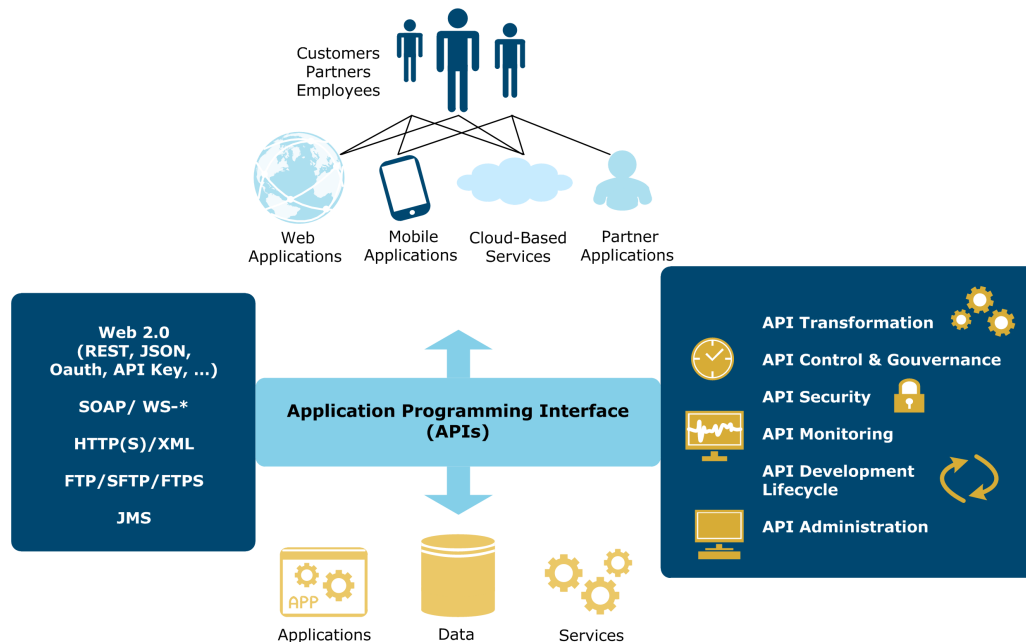 Customers
Partners
Employees
Web
Applications
Mobile
Applications
Cloud-Based
Services
Partner
Applications
Web 2.0
(REST, JSON,
Oauth, API Key, ...)
SOAP/ WS-*
HTTP(S)/XML
FTP/SFTP/FTPS
JMS
Application Programming Interface
(APIs)
API Transformation
API Control & Gouvernance
API Security
API Monitoring
API Development
Lifecycle
API Administration
APP
Applications
Data
Services